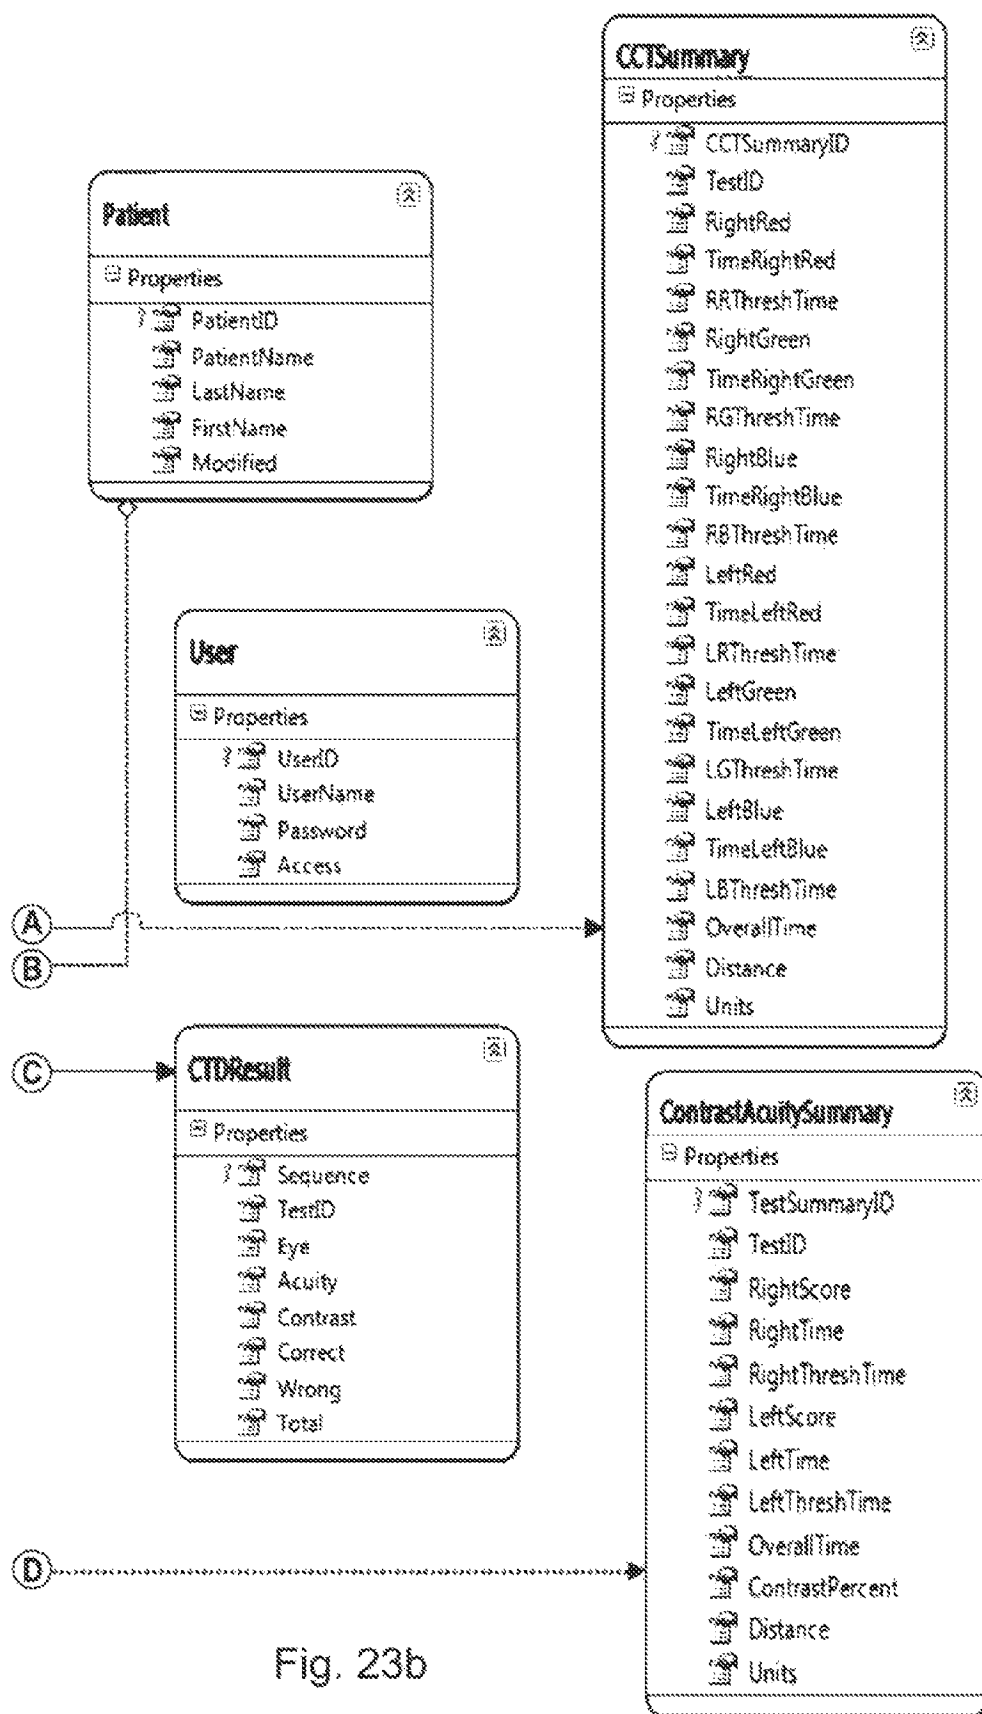 CCTSummary
Properties
CCTSummaryID
TestID
RightRed
TimeRightRed
RRThreshTime
RightGreen
TimeRightGreen
RGThreshTime
RightBlue
TimeRightBlue
RBThreshTime
LeftRed
TimeLeftRed
LRThreshTime
LeftGreen
TimeLeftGreen
LGThreshTime
LeftBlue
TimeLeftBlue
LBThreshTime
OverallTime
Distance
Units
Patient
Properties
PatientID
PatientName
LastName
FirstName
Modified
User
Properties
UserID
UserName
Password
Access
A
B
C
CTDResult
Properties
Sequence
TestID
Eye
Acuity
Contrast
Correct
Wrong
Total
ContrastAcuitySummary
Properties
TestSummaryID
TestID
RightScore
RightTime
RightThreshTime
LeftScore
LeftTime
LeftThreshTime
OverallTime
ContrastPercent
Distance
Units
D
Fig. 23b